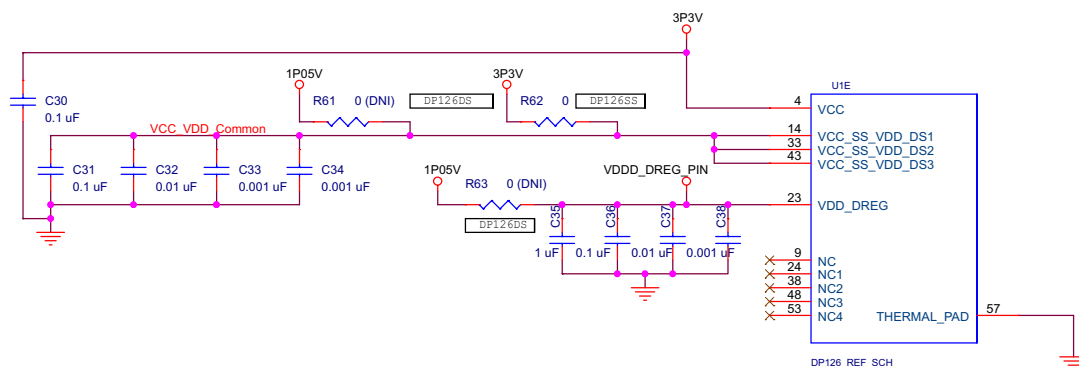 3P3V
U1E
1P05V
3P3V
R61
0 (DNI)
DP126DS
R62
0
DP126SS
C30
0.1 uF
4
VCC
VCC_VDD_Common
14
VCC_SS_VDD_DS1
33
VCC_SS_VDD_DS2
43
VCC_SS_VDD_DS3
C31
0.1 uF
C32
0.01 uF
C33
0.001 uF
C34
0.001 uF
1P05V
R63
0 (DNI)
VDDD_DREG_PIN
DP126DS
23
VDD_DREG
C35
1 uF
C36
0.1 uF
C37
0.01 uF
C38
0.001 uF
9
NC
24
NC1
38
NC2
48
NC3
53
NC4
THERMAL_PAD
57
DP126_REF_SCH